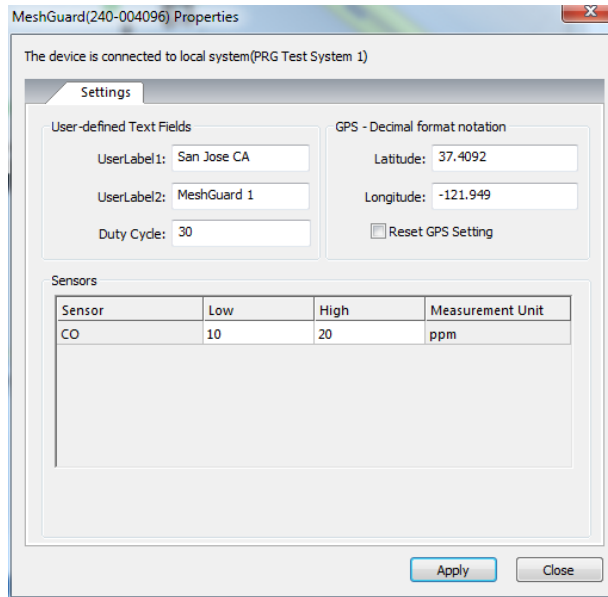 MeshGuard(240-004096) Properties
The device is connected to local system(PRG Test System 1)
Settings
User-defined Text Fields
UserLabel1: San Jose CA
UserLabel2: MeshGuard 1
Duty Cycle: 30
GPS - Decimal format notation
Latitude: 37.4092
Longitude: -121.949
Reset GPS Setting
Sensors
Sensor Low High Measurement Unit
CO 10 20 ppm
Apply Close